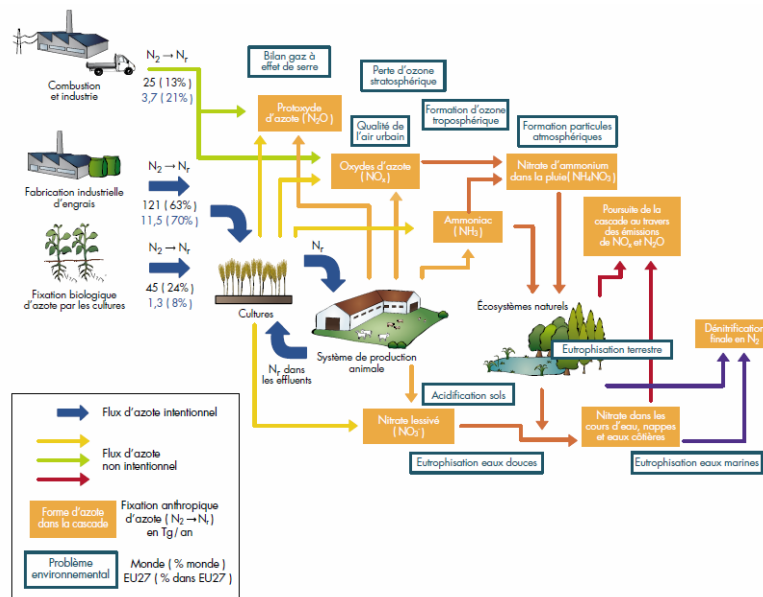 N2→Nr
25 ( 13%)
3,7 ( 21%)
Combustion
et industrie
Bilan gaz à
effet de serre
Perte d'ozone
stratosphérique
Protoxyde
d'azote ( N2O )
Qualité de
l'air urbain
Formation d'ozone
troposphérique
Formation particules
atmosphériques
Oxydes d'azote
(NOx)
Nitrate d'ammonium
dans la pluie( NH4NO3 )
Fabrication industrielle
d'engrais
N2→Nr
121 ( 63%)
11,5 ( 70%)
Ammoniac
( NH3 )
Poursuite de la
cascade au travers
des émissions
de NOx et N2O
Fixation biologique
d'azote par les cultures
N2→Nr
45 ( 24%)
1,3 ( 8%)
Nr
Cultures
Nr dans
les effluents
Système de production
animale
Écosystèmes naturels
Eutrophisation terrestre
Dénitrification
finale en N2
Acidification sols
Nitrate lessivé
( NO3- )
Nitrate dans les
cours d'eau, nappes
et eaux côtières
Eutrophisation eaux douces
Eutrophisation eaux marines
Flux d'azote intentionnel
Flux d'azote
non intentionnel
Forme d'azote
dans la cascade
Fixation anthropique
d'azote ( N2→Nr )
en Tg/an
Problème
environnemental
Monde ( % monde )
EU27 ( % dans EU27 )